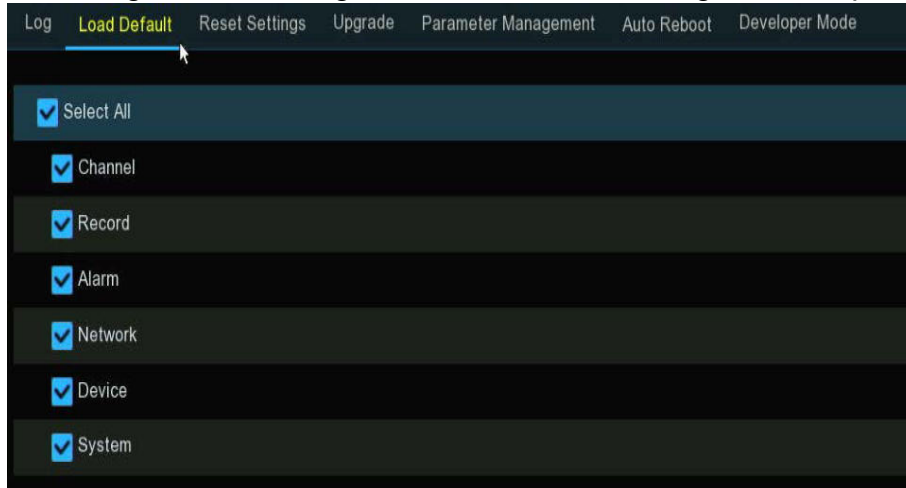 Log Load Default Reset Settings Upgrade Parameter Management Auto Reboot Developer Mode
Select All
Channel
Record
Alarm
Network
Device
System